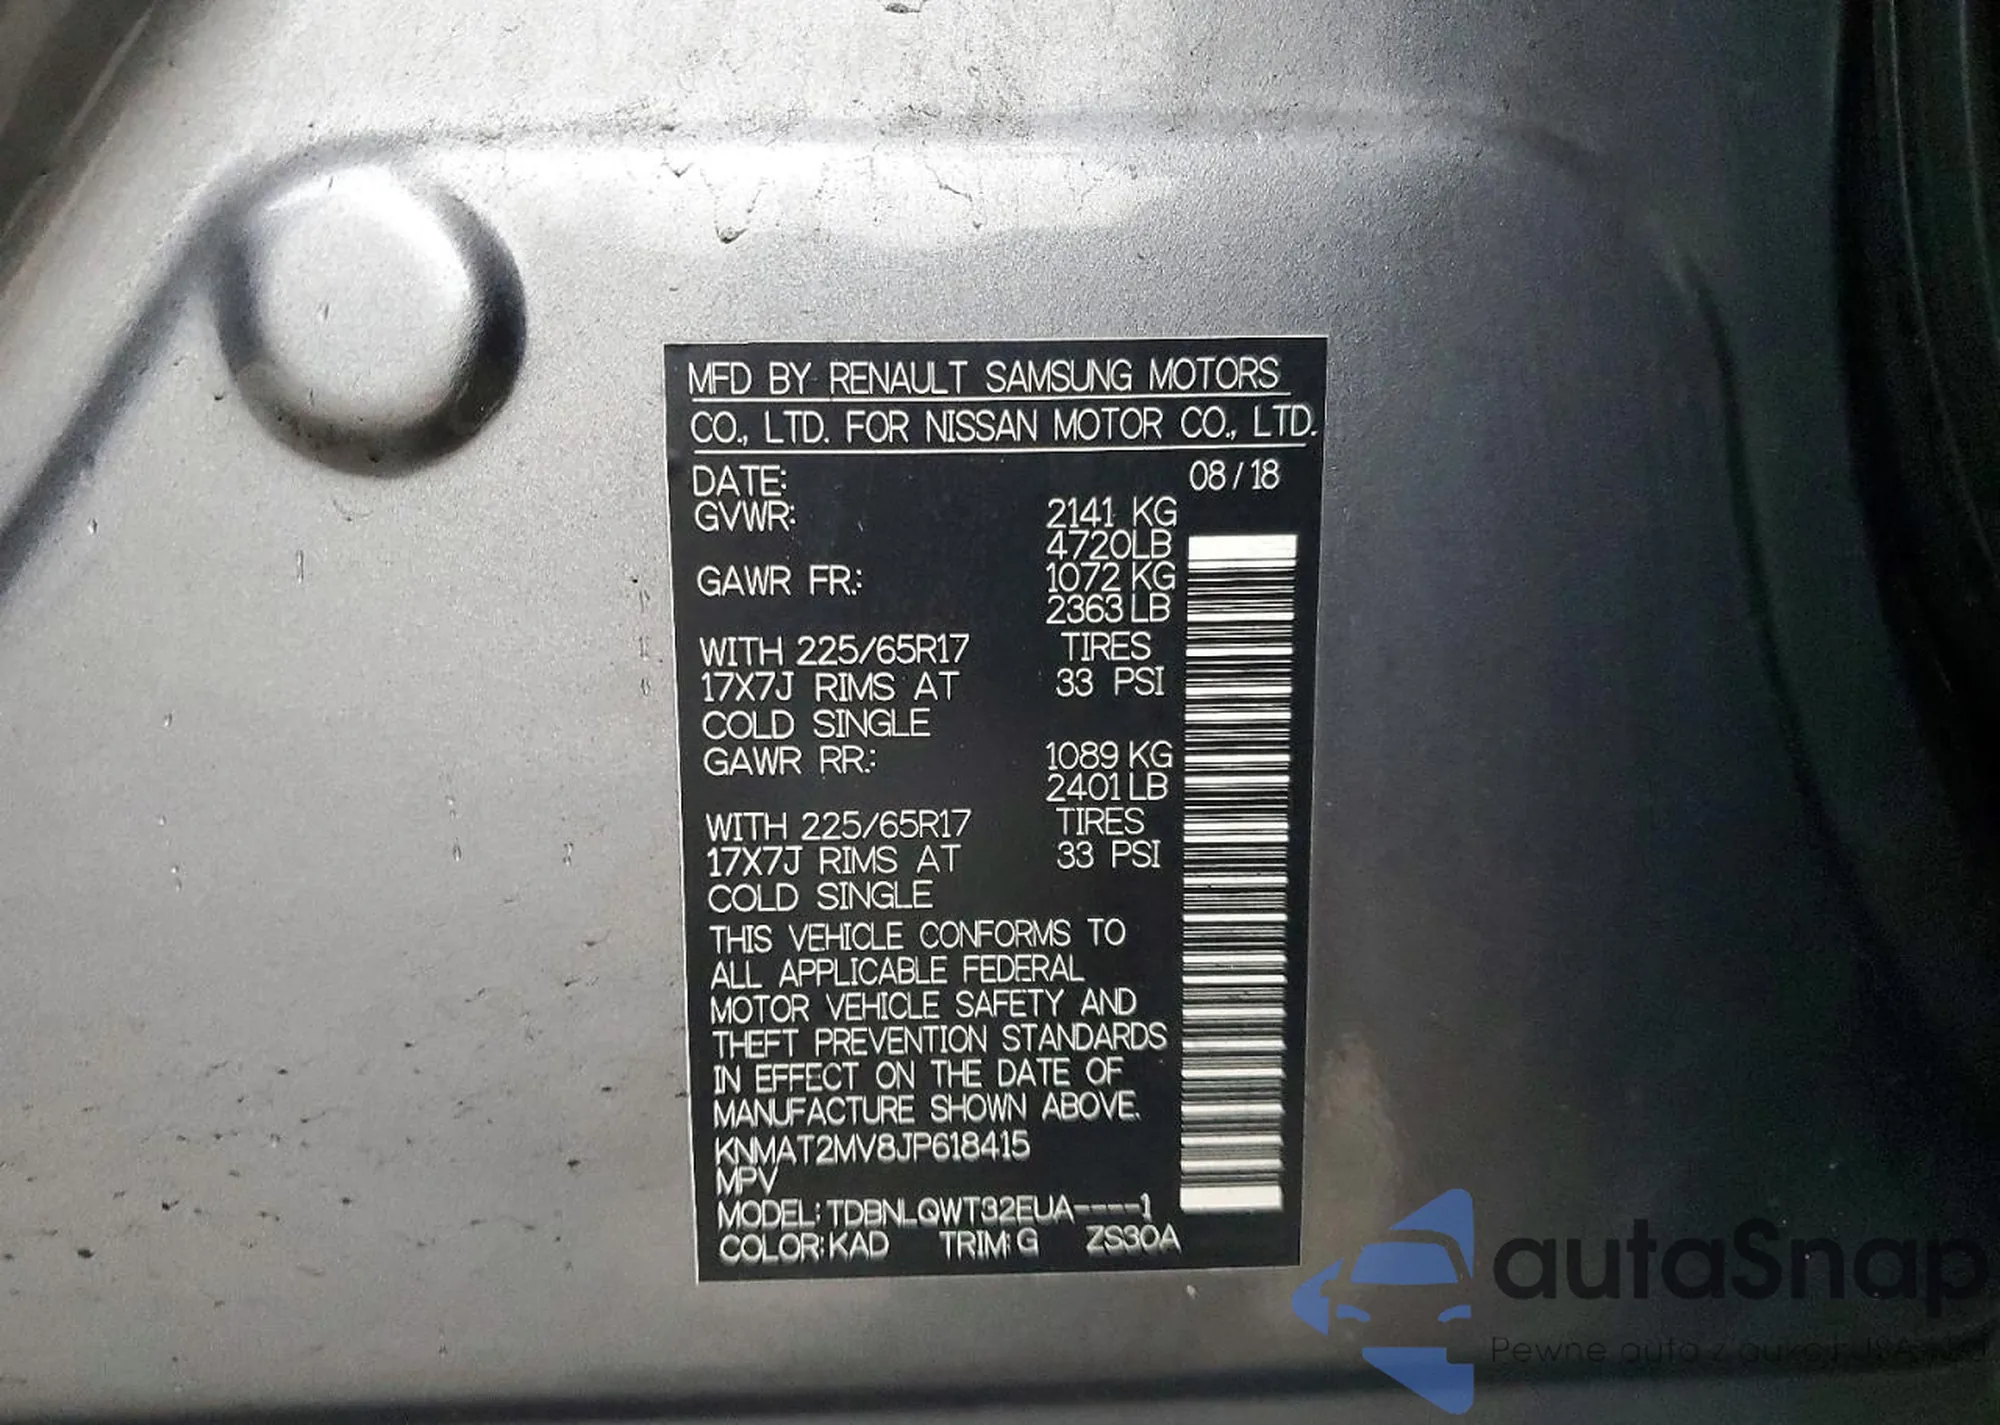 MFD BY RENAULT SAMSUNG MOTORS
CO., LTD. FOR NISSAN MOTOR CO., LTD.
DATE: 08 / 18
GVWR: 2141 KG
4720LB
GAWR FR.: 1072 KG
2363 LB
WITH 225/65R17 TIRES
17X7J RIMS AT 33 PSI
COLD SINGLE
GAWR RR.: 1089 KG
2401 LB
WITH 225/65R17 TIRES
17X7J RIMS AT 33 PSI
COLD SINGLE
THIS VEHICLE CONFORMS TO
ALL APPLICABLE FEDERAL
MOTOR VEHICLE SAFETY AND
THEFT PREVENTION STANDARDS
IN EFFECT ON THE DATE OF
MANUFACTURE SHOWN ABOVE.
KNMAT2MV8JP618415
MPV
MODEL: TDBNLQWT32EUA----1
COLOR: KAD TRIM: G ZS30A
autaSnap
Pewne auta z aukcji